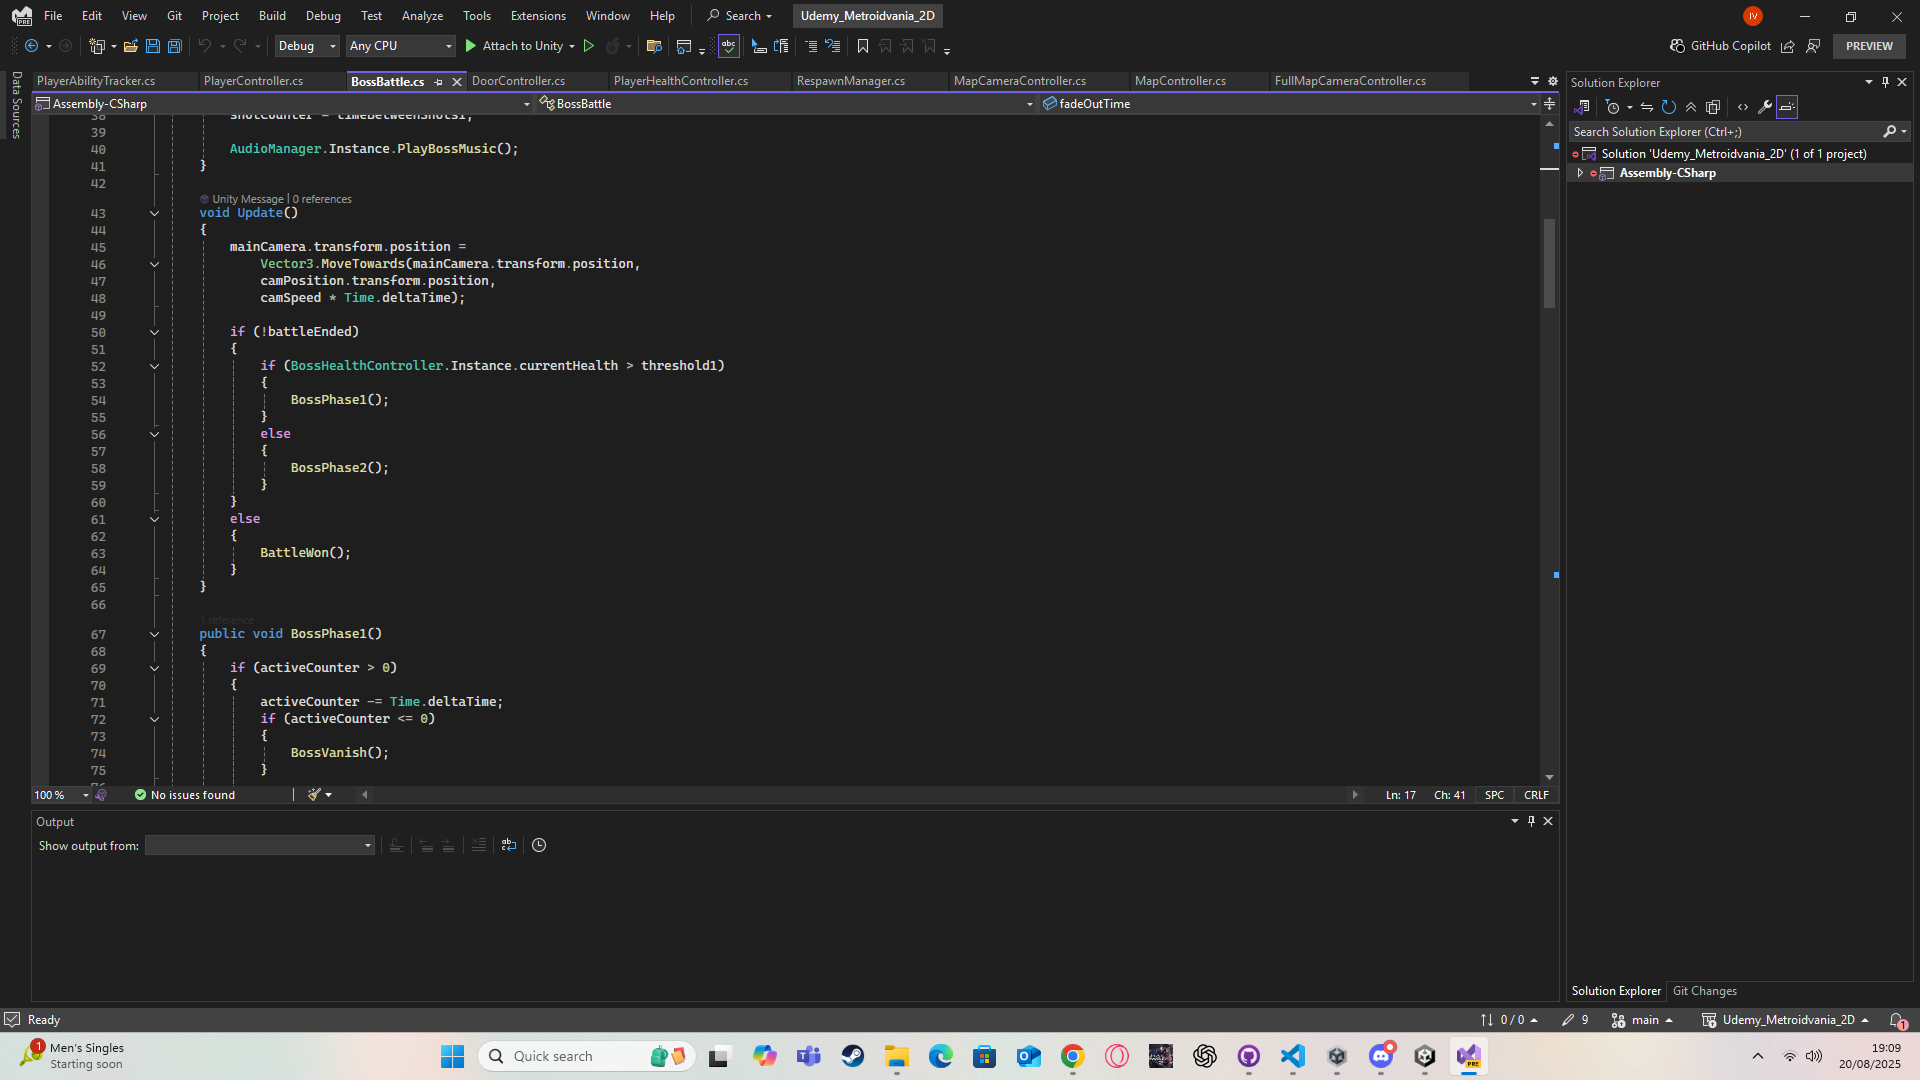 File Edit View Git Project Build Debug Test Analyze Tools Extensions Window Help Search Udemy_Metroidvania_2D IV
Debug Any CPU Attach to Unity abc GitHub Copilot PREVIEW
Data Sources
PlayerAbilityTracker.cs PlayerController.cs BossBattle.cs DoorController.cs PlayerHealthController.cs RespawnManager.cs MapCameraController.cs MapController.cs FullMapCameraController.cs
Assembly-CSharp BossBattle fadeOutTime
38 shotCounter = timeBetweenShots1;
39
40 AudioManager.Instance.PlayBossMusic();
41 }
42
Unity Message | 0 references
43 void Update()
44 {
45 mainCamera.transform.position =
46 Vector3.MoveTowards(mainCamera.transform.position,
47 camPosition.transform.position,
48 camSpeed * Time.deltaTime);
49
50 if (!battleEnded)
51 {
52 if (BossHealthController.Instance.currentHealth > threshold1)
53 {
54 BossPhase1();
55 }
56 else
57 {
58 BossPhase2();
59 }
60 }
61 else
62 {
63 BattleWon();
64 }
65 }
66
1 reference
67 public void BossPhase1()
68 {
69 if (activeCounter > 0)
70 {
71 activeCounter -= Time.deltaTime;
72 if (activeCounter <= 0)
73 {
74 BossVanish();
75 }
76
100 % No issues found Ln: 17 Ch: 41 SPC CRLF
Output
Show output from:
Solution Explorer
Search Solution Explorer (Ctrl+;)
Solution 'Udemy_Metroidvania_2D' (1 of 1 project)
Assembly-CSharp
Solution Explorer Git Changes
Ready 0 / 0 9 main Udemy_Metroidvania_2D 1
1 Men's Singles
Starting soon
Quick search
PRE
19:09
20/08/2025